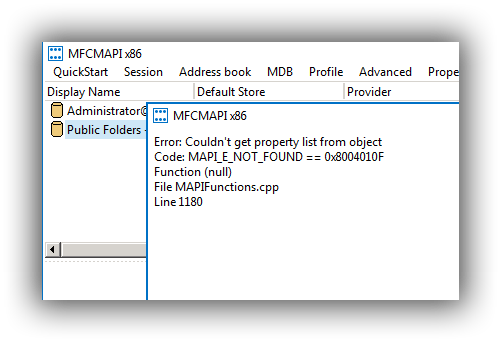 MFCMAPI x86
QuickStart Session Address book MDB Profile Advanced
Display Name Default Store Provider
Administrator@
Public Folders -
MFCMAPI x86
Error: Couldn't get property list from object
Code: MAPI_E_NOT_FOUND == 0x8004010F
Function (null)
File MAPIFunctions.cpp
Line 1180